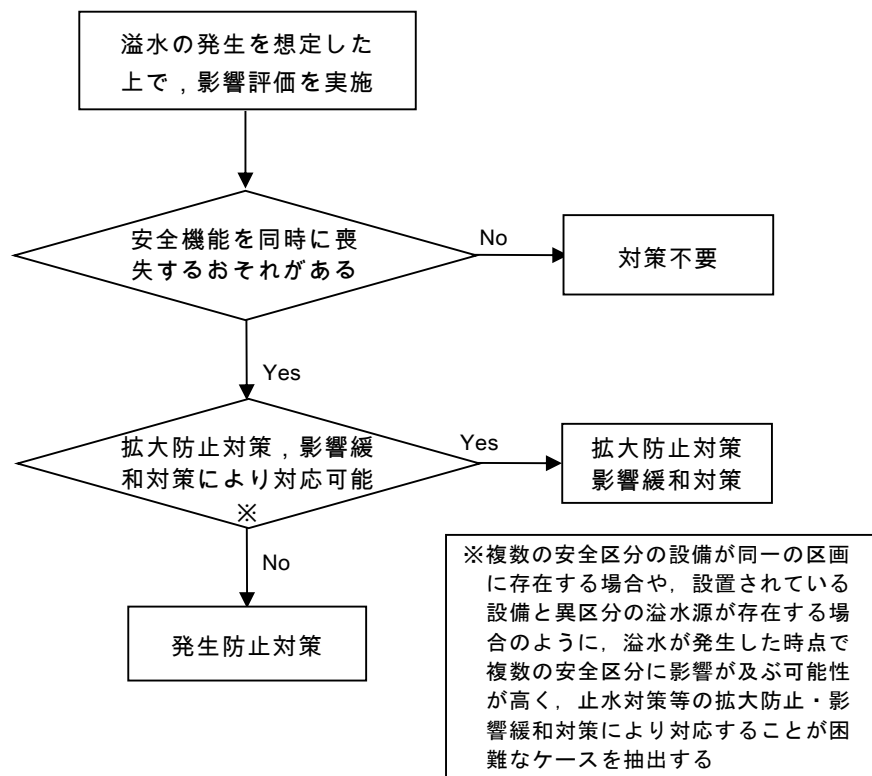 溢水の発生を想定した
上で，影響評価を実施
安全機能を同時に喪
失するおそれがある
No
対策不要
Yes
拡大防止対策，影響緩
和対策により対応可能
※
Yes
拡大防止対策
影響緩和対策
No
発生防止対策
※複数の安全区分の設備が同一の区画
に存在する場合や，設置されている
設備と異区分の溢水源が存在する場
合のように，溢水が発生した時点で
複数の安全区分に影響が及ぶ可能性
が高く，止水対策等の拡大防止・影
響緩和対策により対応することが困
難なケースを抽出する